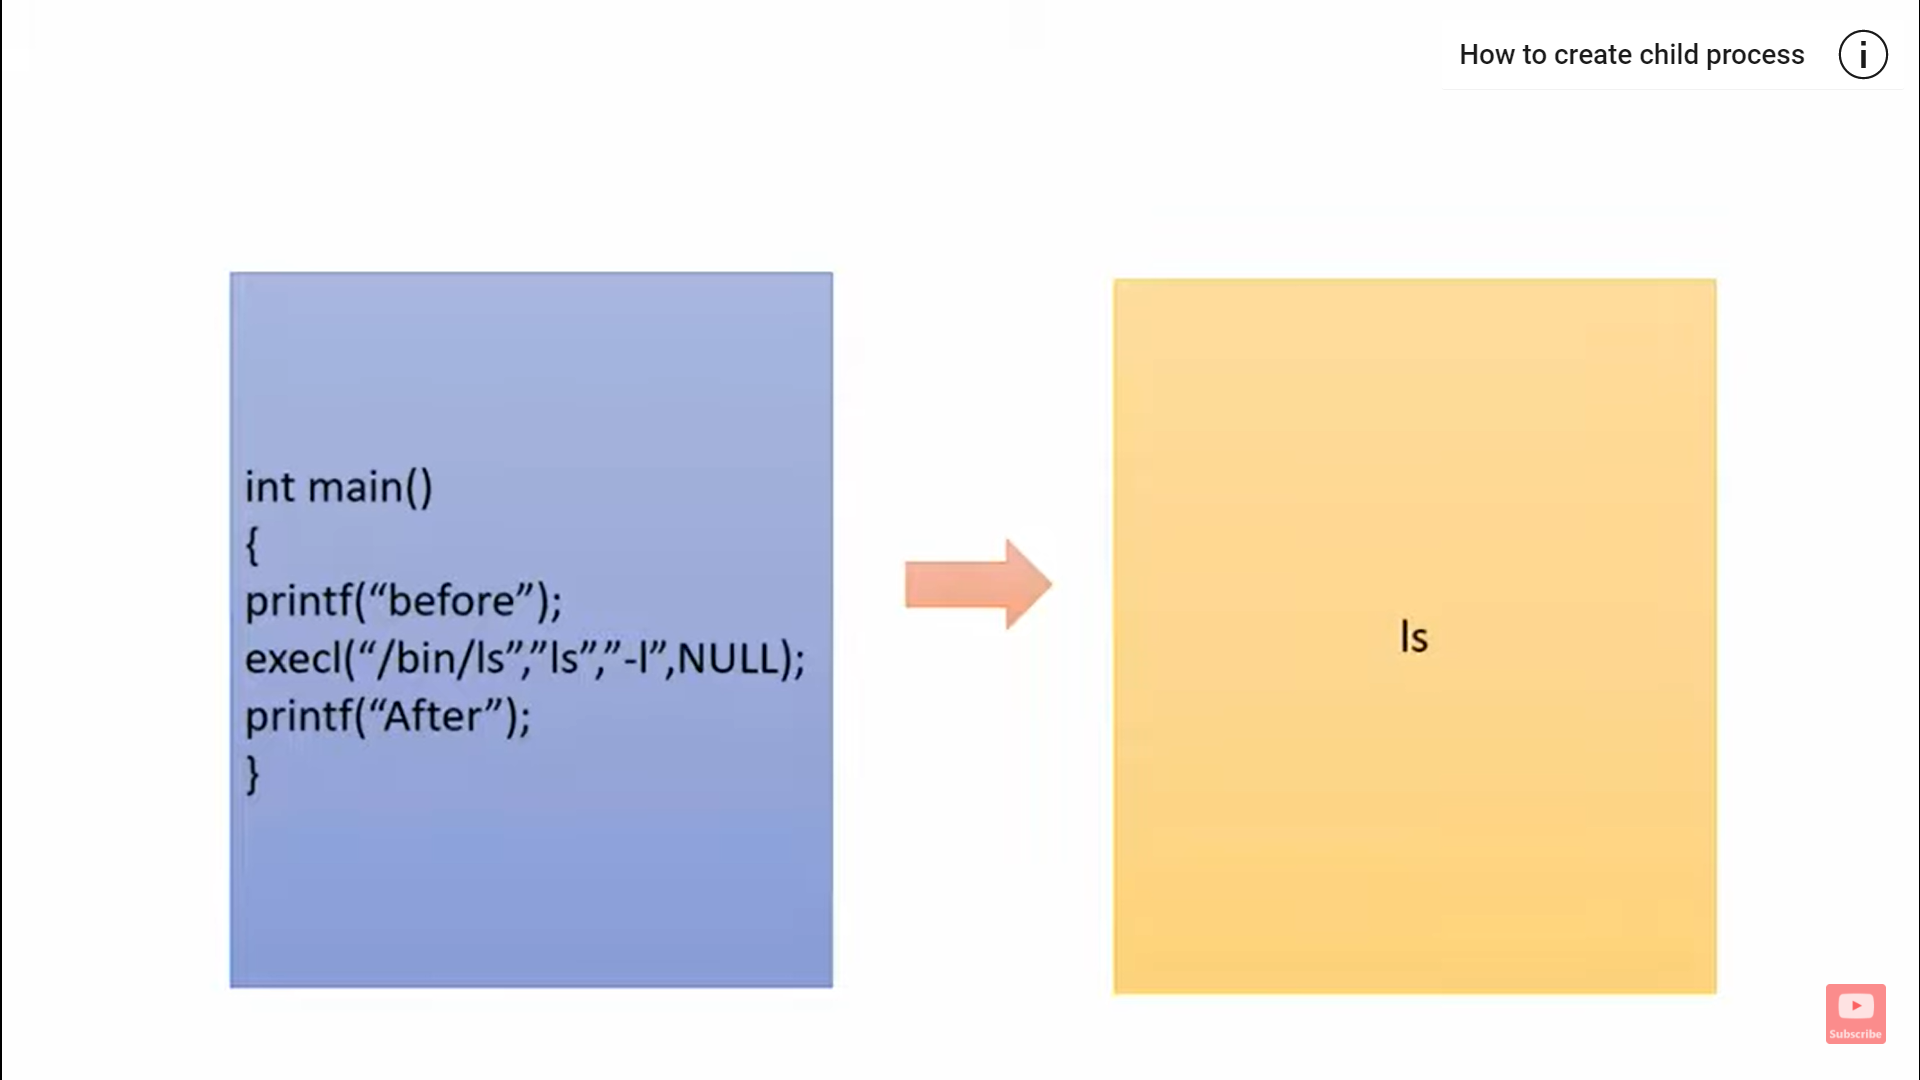 How to create child process
int main()
{
printf(“before”);
execl(“/bin/ls”,”ls”,”-l”,NULL);
printf(“After”);
}
ls
Subscribe